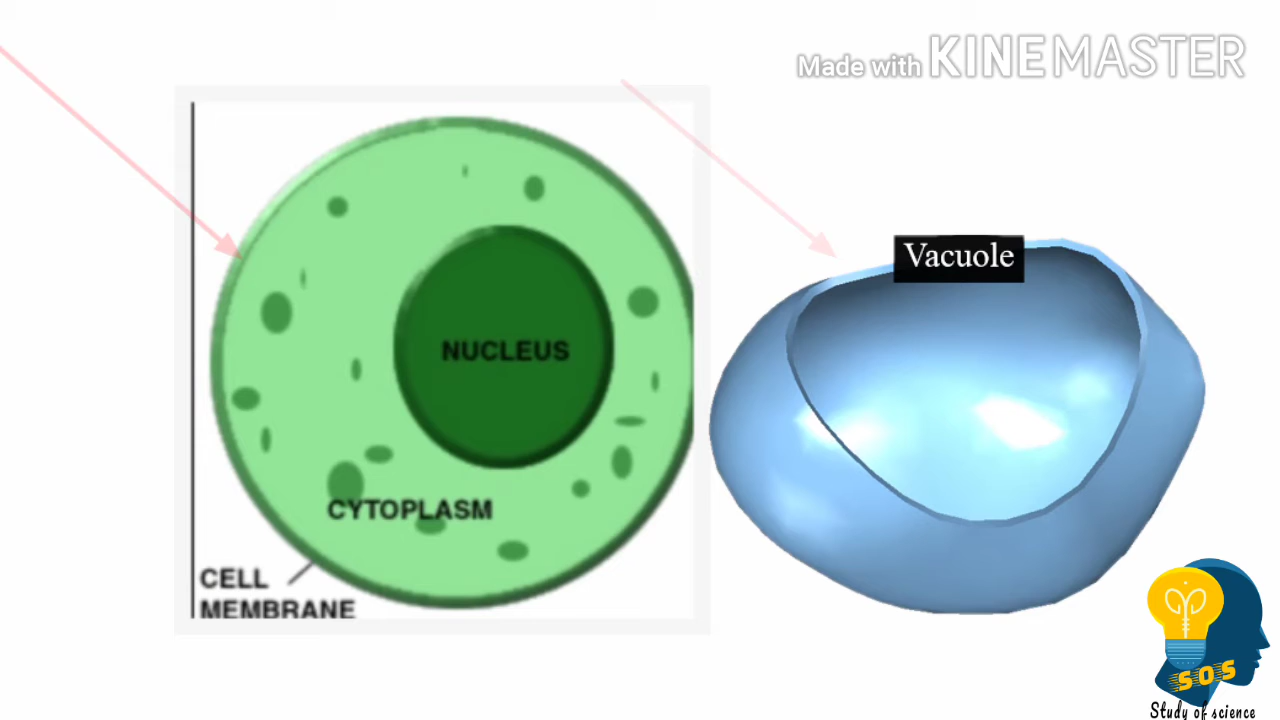 Made with KINEMASTER
Vacuole
NUCLEUS
CYTOPLASM
CELL
MEMBRANE
SOS
Study of science